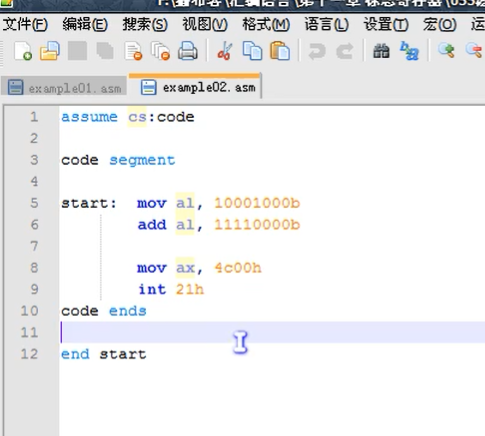 文件(F) 编辑(E) 搜索(S) 视图(V) 格式(M) 语言(L) 设置(T) 宏(O) 运
example01.asm example02.asm
1 assume cs:code
2
3 code segment
4
5 start: mov al, 10001000b
6 add al, 11110000b
7
8 mov ax, 4c00h
9 int 21h
10 code ends
11
12 end start